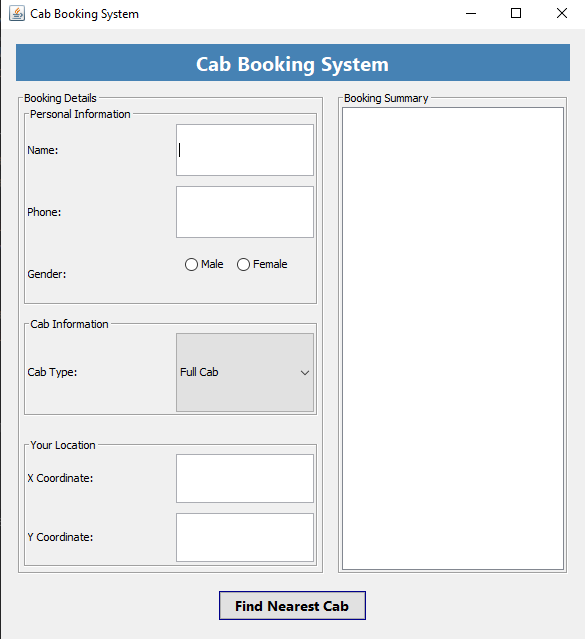 Cab Booking System
Cab Booking System
Booking Details
Personal Information
Name:
Phone:
Gender:
Male
Female
Cab Information
Cab Type:
Full Cab
Your Location
X Coordinate:
Y Coordinate:
Booking Summary
Find Nearest Cab